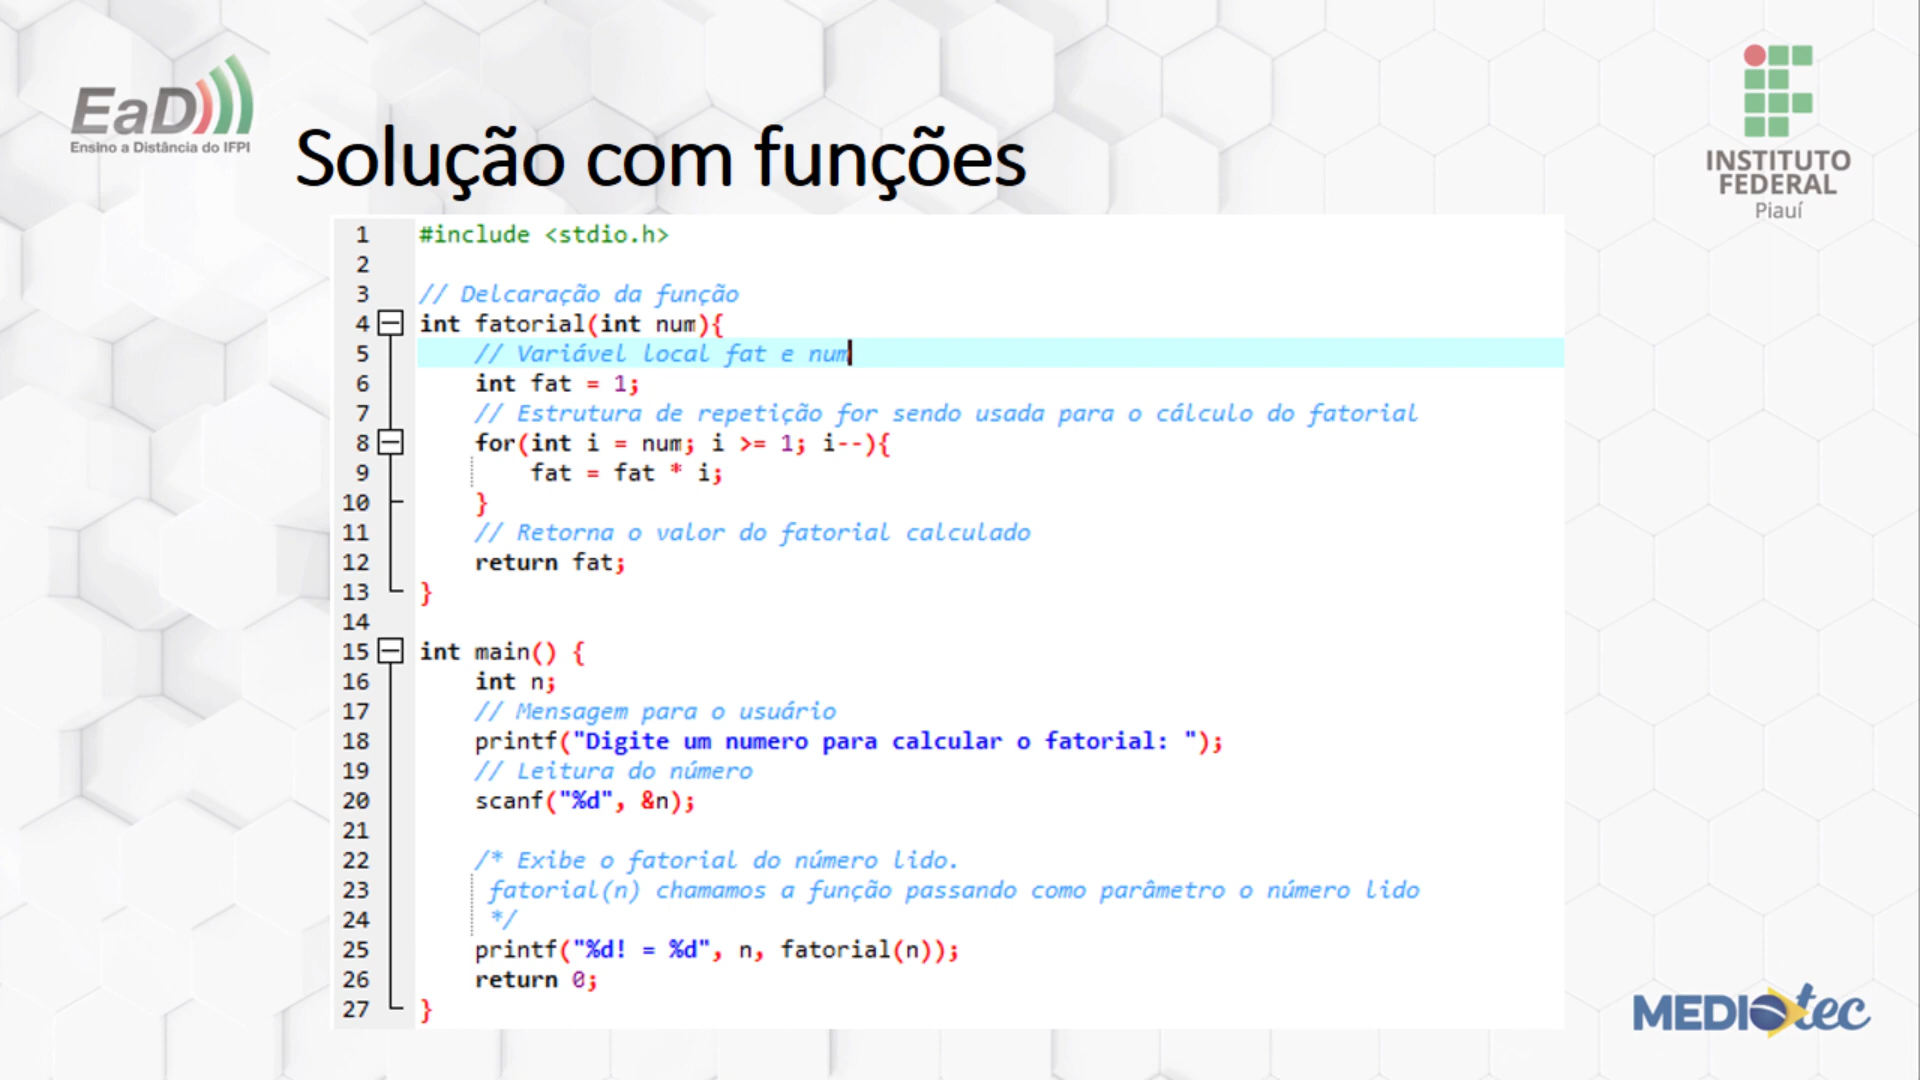 EaD
Ensino a Distância do IFPI
INSTITUTO
FEDERAL
Piauí
Solução com funções
1 #include <stdio.h>
2
3 // Delcaração da função
4 int fatorial(int num){
5     // Variável local fat e num
6     int fat = 1;
7     // Estrutura de repetição for sendo usada para o cálculo do fatorial
8     for(int i = num; i >= 1; i--){
9         fat = fat * i;
10     }
11     // Retorna o valor do fatorial calculado
12     return fat;
13 }
14
15 int main() {
16     int n;
17     // Mensagem para o usuário
18     printf("Digite um numero para calcular o fatorial: ");
19     // Leitura do número
20     scanf("%d", &n);
21
22     /* Exibe o fatorial do número lido.
23      fatorial(n) chamamos a função passando como parâmetro o número lido
24      */
25     printf("%d! = %d", n, fatorial(n));
26     return 0;
27 }
MEDIOtec